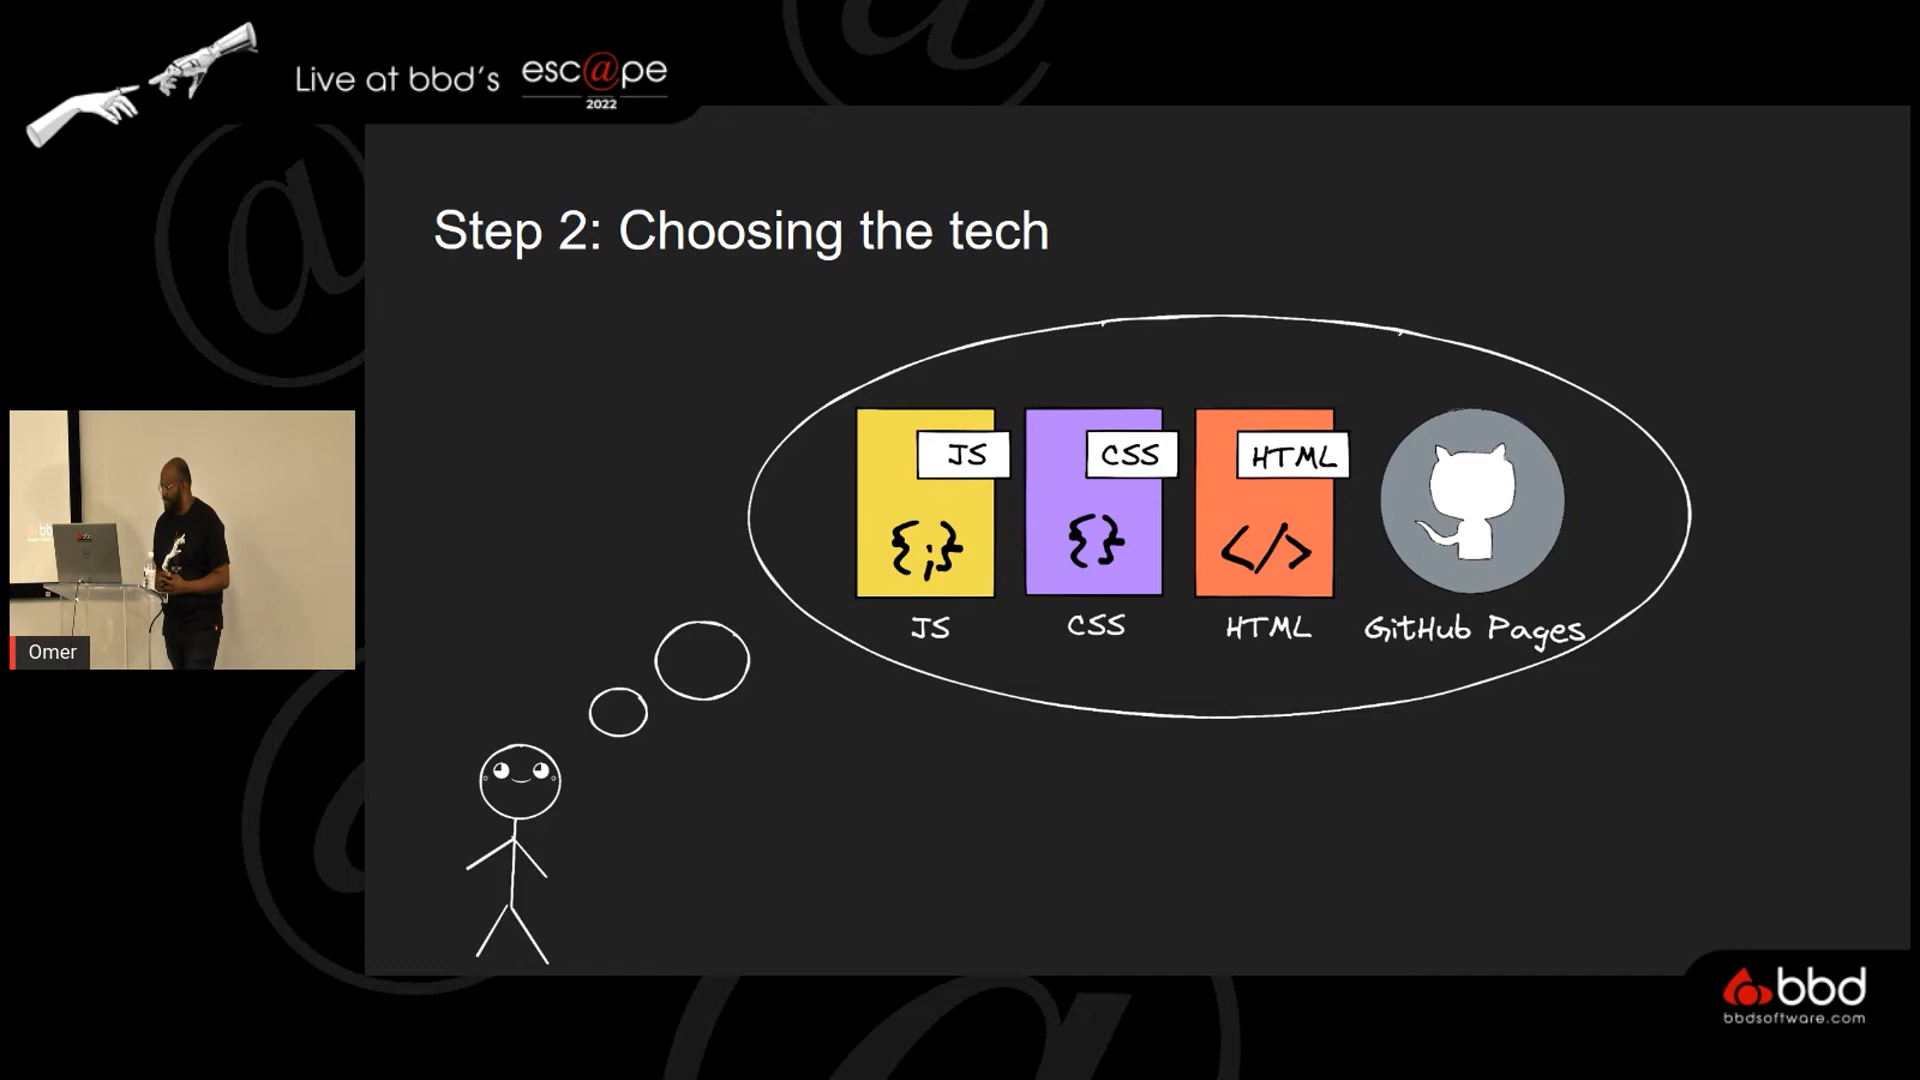 Live at bbd's esc@pe
2022
Step 2: Choosing the tech
JS
CSS
HTML
{;}
{}
</>
JS
CSS
HTML
GitHub Pages
Omer
bbd
bbdsoftware.com